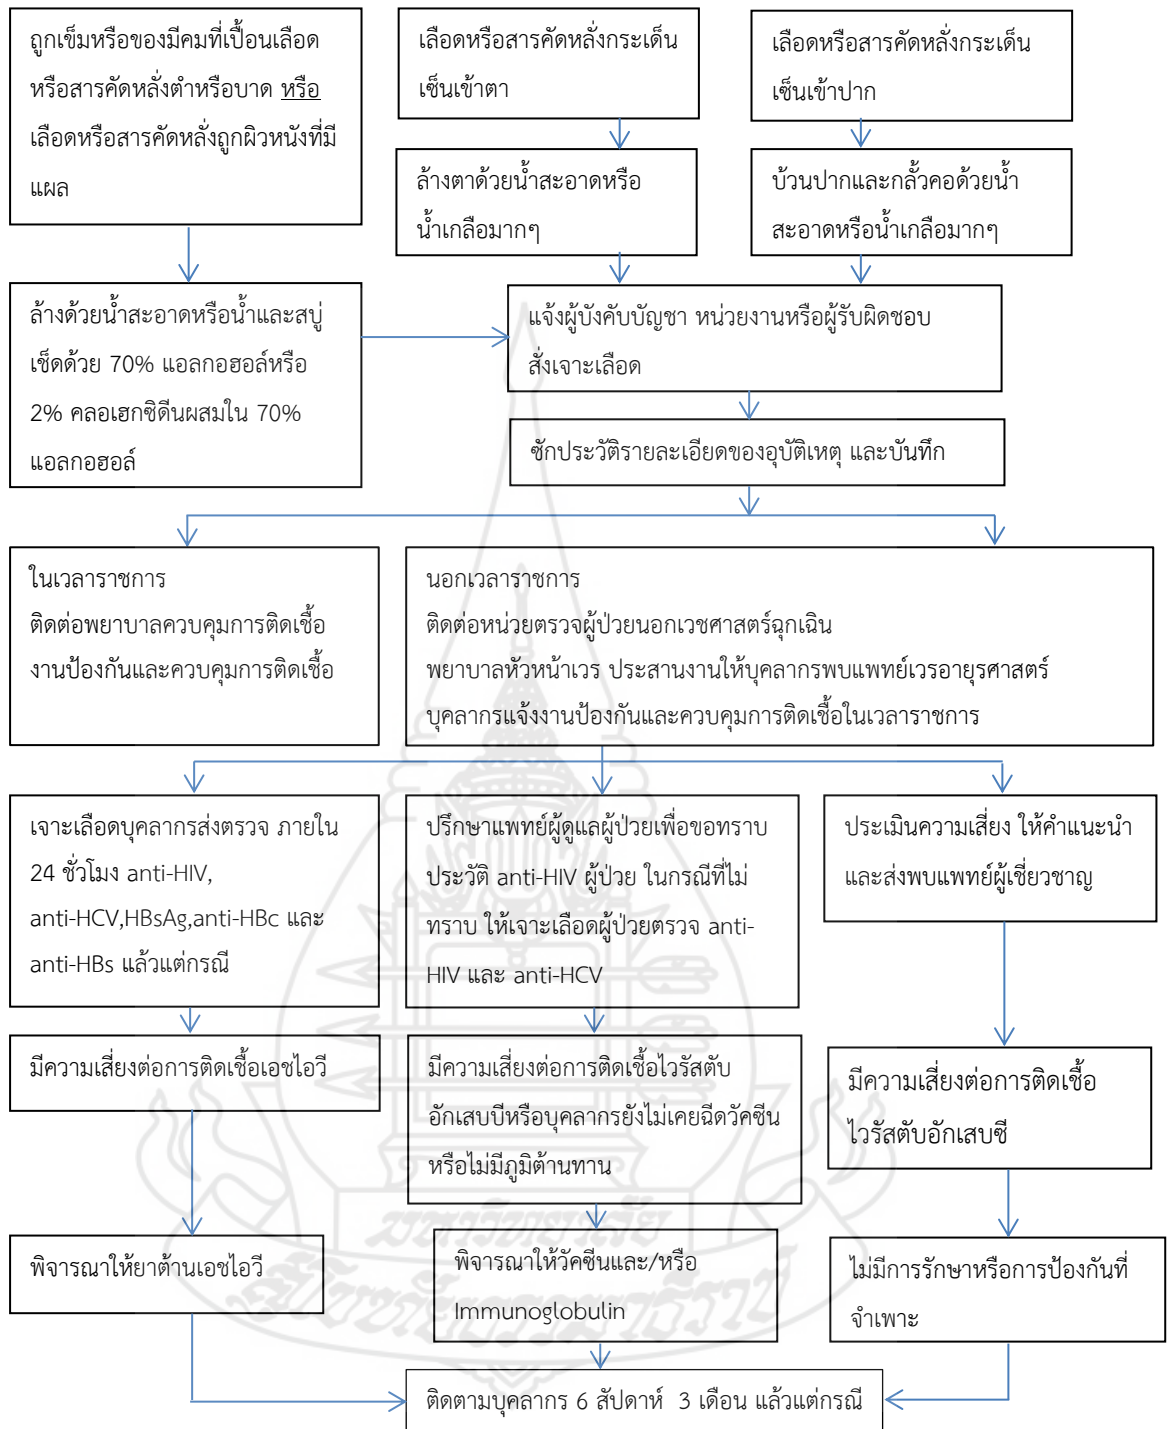 ถูกเข็มหรือของมีคมที่เปื้อนเลือด
หรือสารคัดหลั่งตำหรือบาด หรือ
เลือดหรือสารคัดหลั่งถูกผิวหนังที่มี
แผล
เลือดหรือสารคัดหลั่งกระเด็น
เซ็นเข้าตา
เลือดหรือสารคัดหลั่งกระเด็น
เซ็นเข้าปาก
ล้างตาด้วยน้ำสะอาดหรือ
น้ำเกลือมากๆ
บ้วนปากและกลั้วคอด้วยน้ำ
สะอาดหรือน้ำเกลือมากๆ
ล้างด้วยน้ำสะอาดหรือน้ำและสบู่
เช็ดด้วย 70% แอลกอฮอล์หรือ
2% คลอเฮกซิดีนผสมใน 70%
แอลกอฮอล์
แจ้งผู้บังคับบัญชา หน่วยงานหรือผู้รับผิดชอบ
สั่งเจาะเลือด
ซักประวัติรายละเอียดของอุบัติเหตุ และบันทึก
ในเวลาราชการ
ติดต่อพยาบาลควบคุมการติดเชื้อ
งานป้องกันและควบคุมการติดเชื้อ
นอกเวลาราชการ
ติดต่อหน่วยตรวจผู้ป่วยนอกเวชศาสตร์ฉุกเฉิน
พยาบาลหัวหน้าเวร ประสานงานให้บุคลากรพบแพทย์เวรอายุรศาสตร์
บุคลากรแจ้งงานป้องกันและควบคุมการติดเชื้อในเวลาราชการ
เจาะเลือดบุคลากรส่งตรวจ ภายใน
24 ชั่วโมง anti-HIV,
anti-HCV,HBsAg,anti-HBc และ
anti-HBs แล้วแต่กรณี
ปรึกษาแพทย์ผู้ดูแลผู้ป่วยเพื่อขอทราบ
ประวัติ anti-HIV ผู้ป่วย ในกรณีที่ไม่
ทราบ ให้เจาะเลือดผู้ป่วยตรวจ anti-
HIV และ anti-HCV
ประเมินความเสี่ยง ให้คำแนะนำ
และส่งพบแพทย์ผู้เชี่ยวชาญ
มีความเสี่ยงต่อการติดเชื้อเอชไอวี
มีความเสี่ยงต่อการติดเชื้อไวรัสตับ
อักเสบบีหรือบุคลากรยังไม่เคยฉีดวัคซีน
หรือไม่มีภูมิต้านทาน
มีความเสี่ยงต่อการติดเชื้อ
ไวรัสตับอักเสบซี
พิจารณาให้ยาต้านเอชไอวี
พิจารณาให้วัคซีนและ/หรือ
Immunoglobulin
ไม่มีการรักษาหรือการป้องกันที่
จำเพาะ
มหาวิทยาลัย
สุโขทัยธรรมาธิราช
ติดตามบุคลากร 6 สัปดาห์ 3 เดือน แล้วแต่กรณี